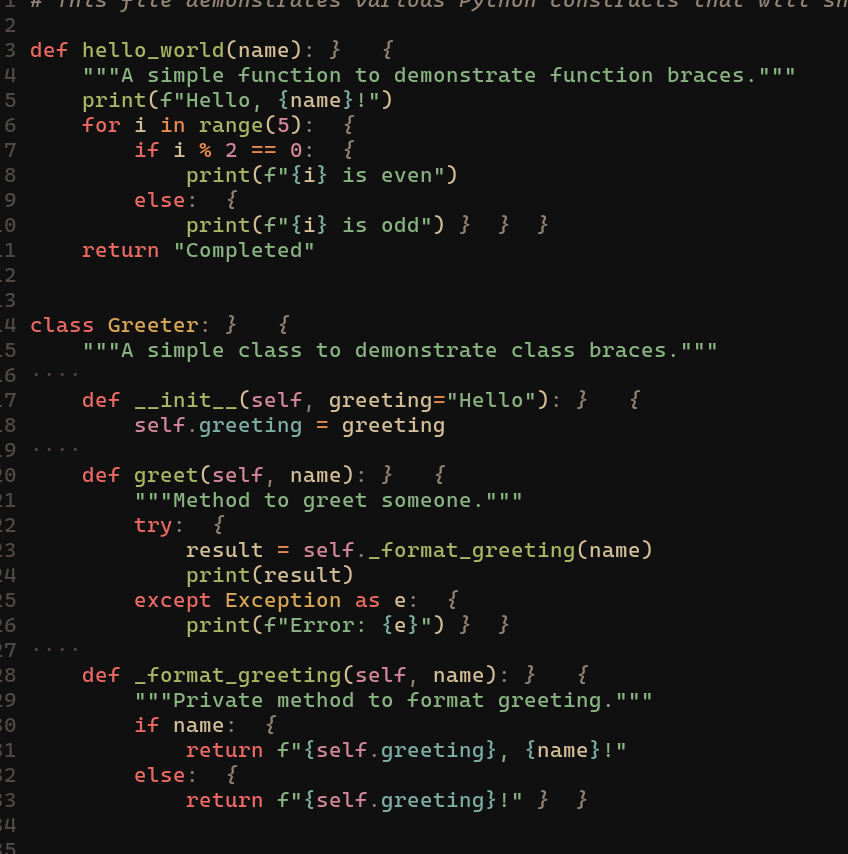 1 # This file demonstrates various Python constructs that will sh
2
3 def hello_world(name): }   {
4     """A simple function to demonstrate function braces."""
5     print(f"Hello, {name}!")
6     for i in range(5):  {
7         if i % 2 == 0:  {
8             print(f"{i} is even")
9         else:  {
10             print(f"{i} is odd") }  }  }
11     return "Completed"
12
13
14 class Greeter: }   {
15     """A simple class to demonstrate class braces."""
16 ····
17     def __init__(self, greeting="Hello"): }   {
18         self.greeting = greeting
19 ····
20     def greet(self, name): }   {
21         """Method to greet someone."""
22         try:  {
23             result = self._format_greeting(name)
24             print(result)
25         except Exception as e:  {
26             print(f"Error: {e}") }  }
27 ····
28     def _format_greeting(self, name): }   {
29         """Private method to format greeting."""
30         if name:  {
31             return f"{self.greeting}, {name}!"
32         else:  {
33             return f"{self.greeting}!" }  }
34
35